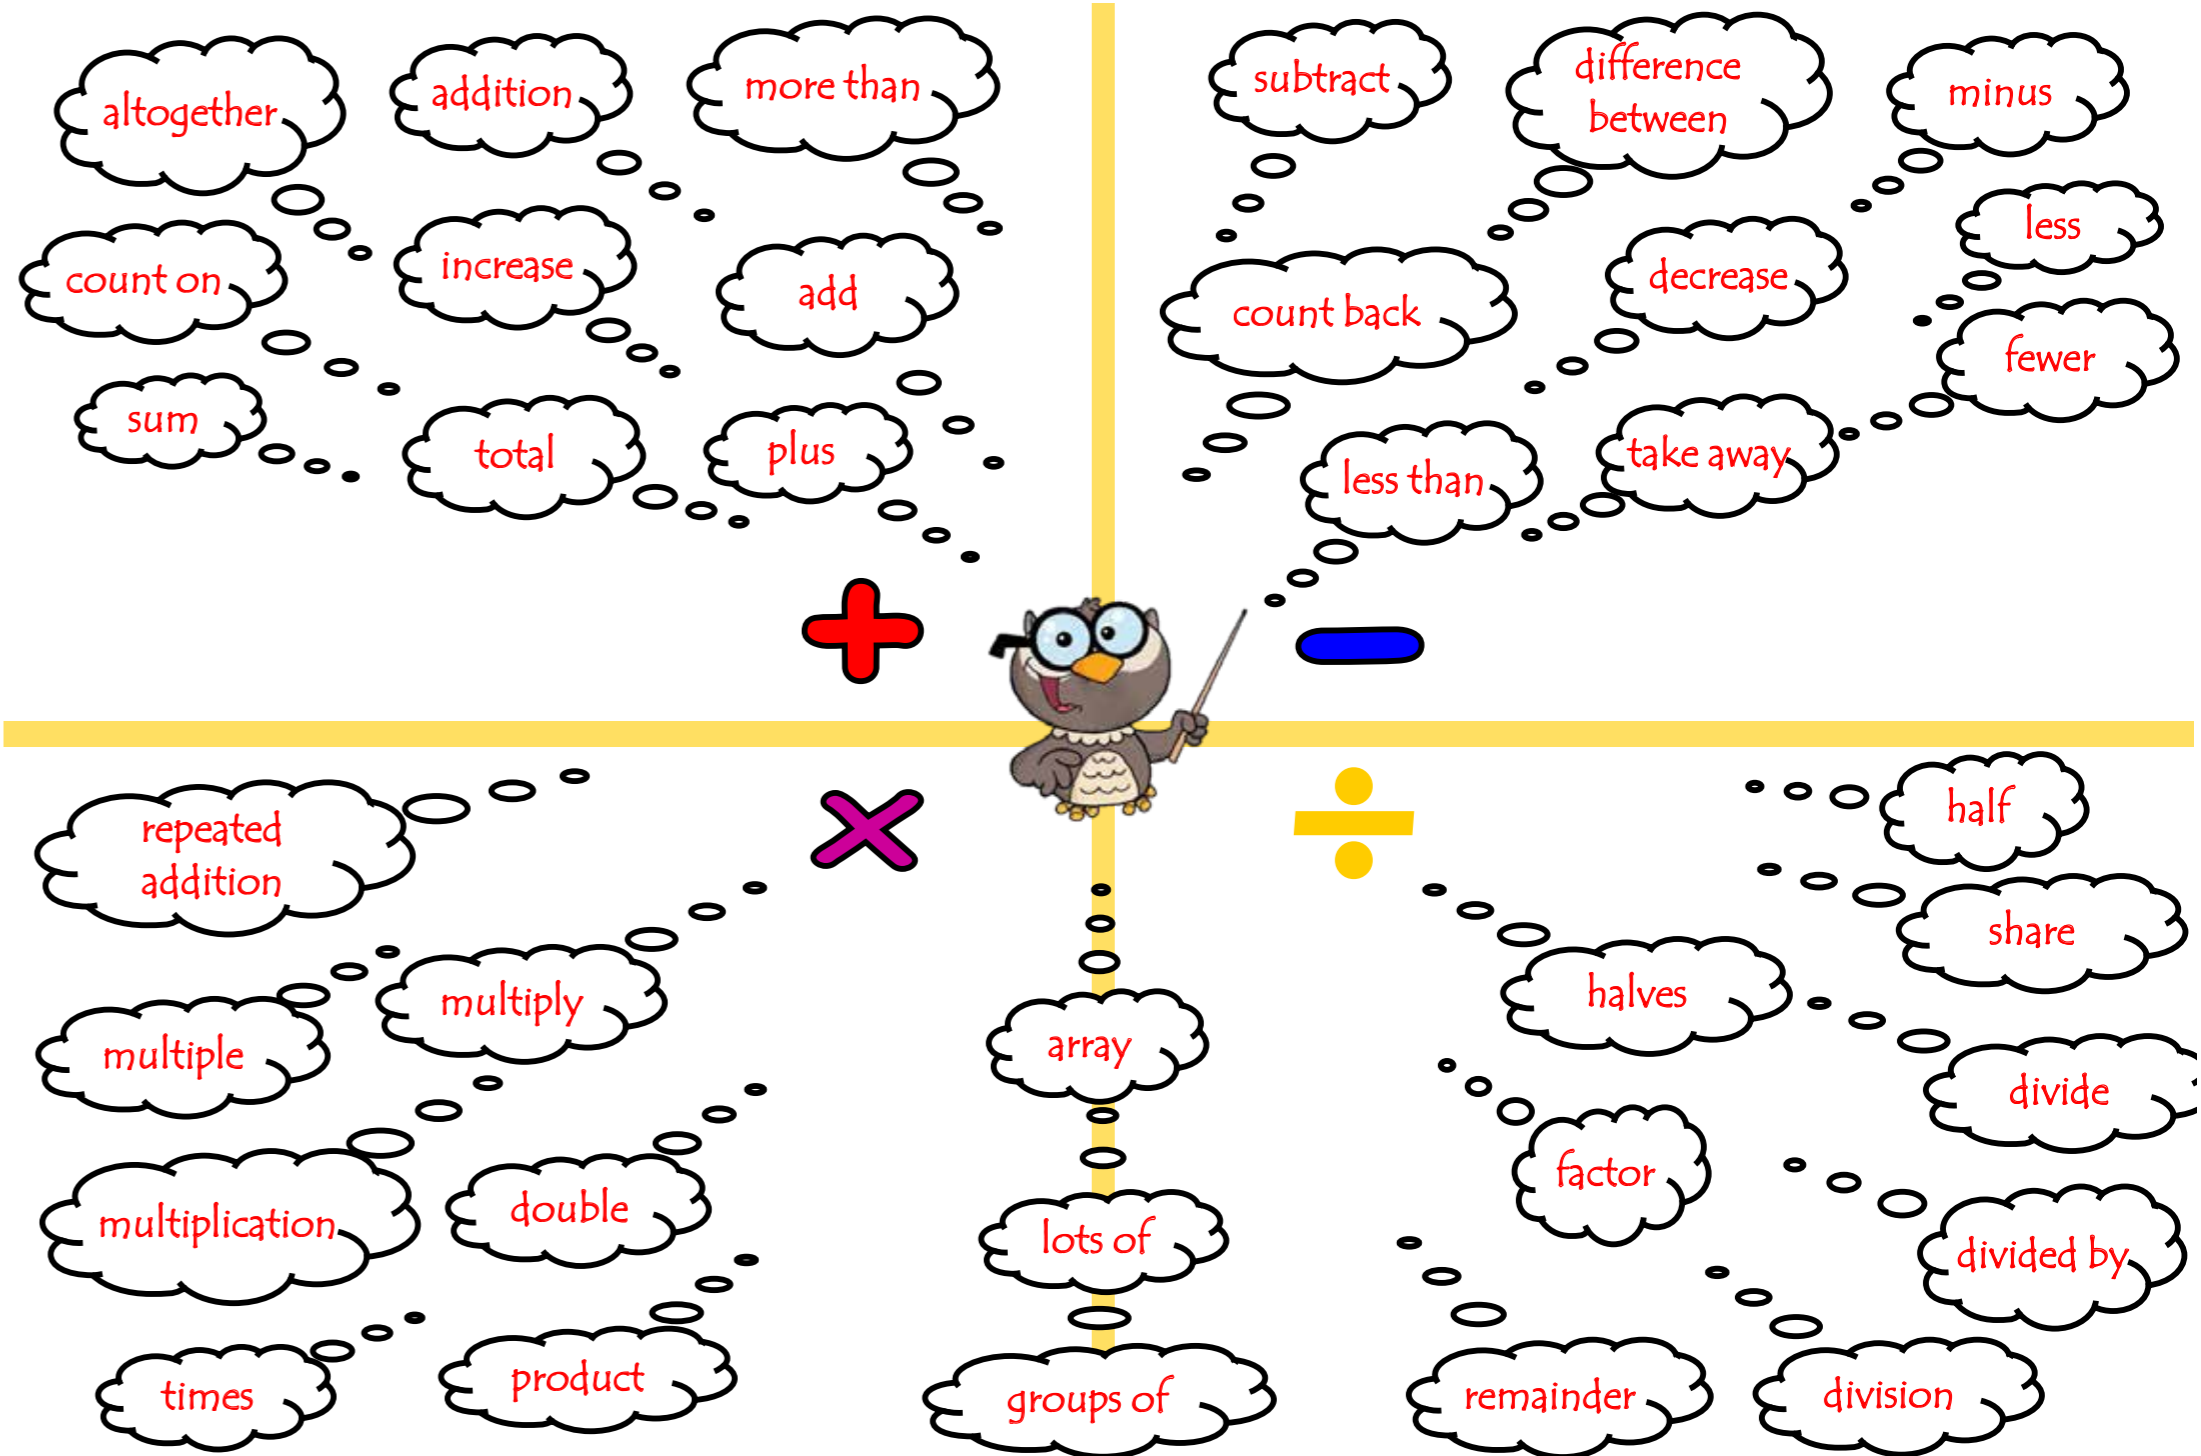 altogether
addition
more than
count on
increase
add
sum
total
plus
+
subtract
difference
between
minus
less
count back
decrease
fewer
less than
take away
−
repeated
addition
×
multiple
multiply
multiplication
double
times
product
array
lots of
groups of
÷
half
share
halves
divide
factor
divided by
remainder
division